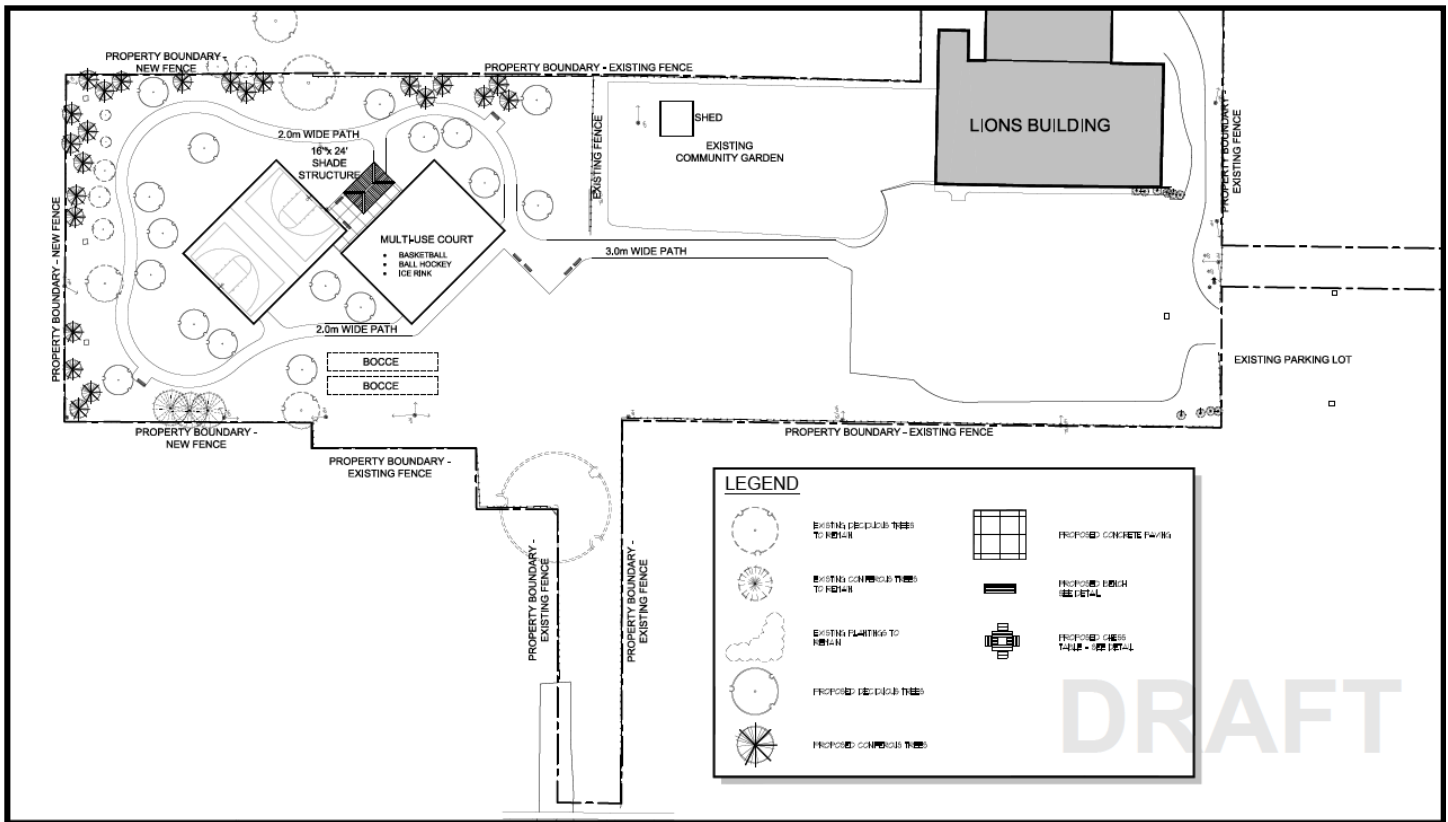 PROPERTY BOUNDARY -
NEW FENCE
PROPERTY BOUNDARY - EXISTING FENCE
PROPERTY BOUNDARY - NEW FENCE
2.0m WIDE PATH
16' x 24'
SHADE
STRUCTURE
EXISTING FENCE
SHED
EXISTING
COMMUNITY GARDEN
LIONS BUILDING
PROPERTY BOUNDARY -
EXISTING FENCE
MULTI-USE COURT
• BASKETBALL
• BALL HOCKEY
• ICE RINK
3.0m WIDE PATH
2.0m WIDE PATH
BOCCE
BOCCE
EXISTING PARKING LOT
PROPERTY BOUNDARY -
NEW FENCE
PROPERTY BOUNDARY -
EXISTING FENCE
PROPERTY BOUNDARY - EXISTING FENCE
PROPERTY BOUNDARY -
EXISTING FENCE
PROPERTY BOUNDARY -
EXISTING FENCE
LEGEND
EXISTING DECIDUOUS TREES
TO REMAIN
EXISTING CONIFEROUS TREES
TO REMAIN
EXISTING PLANTINGS TO
REMAIN
PROPOSED DECIDUOUS TREES
PROPOSED CONIFEROUS TREES
PROPOSED CONCRETE PAVING
PROPOSED BENCH
SEE DETAIL
PROPOSED CHESS
TABLE - SEE DETAIL
DRAFT